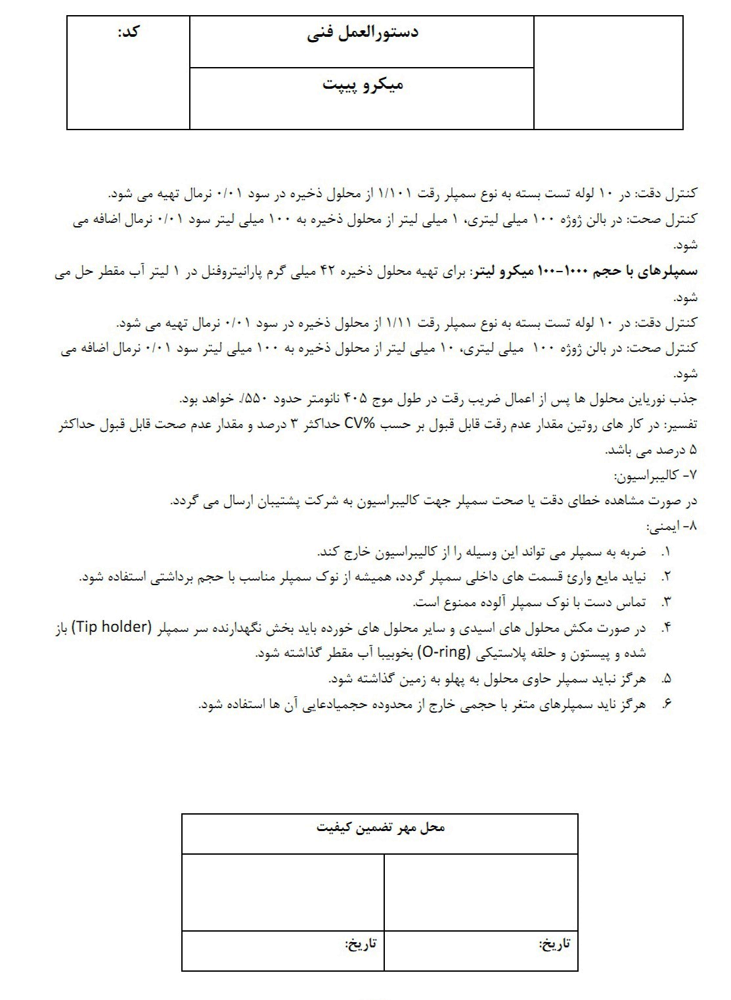 دستورالعمل فنی
کد:
میکرو پیپت
کنترل دقت: در ۱۰ لوله تست بسته به نوع سمپلر رقت ۱/۱۰۱ از محلول ذخیره در سود ۰/۰۱ نرمال تهیه می شود.
کنترل صحت: در بالن ژوژه ۱۰۰ میلی لیتری، ۱ میلی لیتر از محلول ذخیره به ۱۰۰ میلی لیتر سود ۰/۰۱ نرمال اضافه می
شود.
سمپلرهای با حجم ۱۰۰۰-۱۰۰ میکرو لیتر: برای تهیه محلول ذخیره ۴۲ میلی گرم پارانیتروفنل در ۱ لیتر آب مقطر حل می
شود.
کنترل دقت: در ۱۰ لوله تست بسته به نوع سمپلر رقت ۱/۱۱ از محلول ذخیره در سود ۰/۰۱ نرمال تهیه می شود.
کنترل صحت: در بالن ژوژه ۱۰۰ میلی لیتری، ۱۰ میلی لیتر از محلول ذخیره به ۱۰۰ میلی لیتر سود ۰/۰۱ نرمال اضافه می
شود.
جذب نوریاین محلول ها پس از اعمال ضریب رقت در طول موج ۴۰۵ نانومتر حدود ۵۵۰/. خواهد بود.
تفسیر: در کار های روتین مقدار عدم رقت قابل قبول بر حسب CV% حداکثر ۳ درصد و مقدار عدم صحت قابل قبول حداکثر
۵ درصد می باشد.
۷- کالیبراسیون:
در صورت مشاهده خطای دقت یا صحت سمپلر جهت کالیبراسیون به شرکت پشتیبان ارسال می گردد.
۸- ایمنی:
۱. ضربه به سمپلر می تواند این وسیله را از کالیبراسیون خارج کند.
۲. نیاید مایع وارئ قسمت های داخلی سمپلر گردد، همیشه از نوک سمپلر مناسب با حجم برداشتی استفاده شود.
۳. تماس دست با نوک سمپلر آلوده ممنوع است.
۴. در صورت مکش محلول های اسیدی و سایر محلول های خورده باید بخش نگهدارنده سر سمپلر (Tip holder) باز
شده و پیستون و حلقه پلاستیکی (O-ring) بخوبیبا آب مقطر گذاشته شود.
۵. هرگز نباید سمپلر حاوی محلول به پهلو به زمین گذاشته شود.
۶. هرگز ناید سمپلرهای متغر با حجمی خارج از محدوده حجمیادعایی آن ها استفاده شود.
محل مهر تضمین کیفیت
تاریخ:
تاریخ: